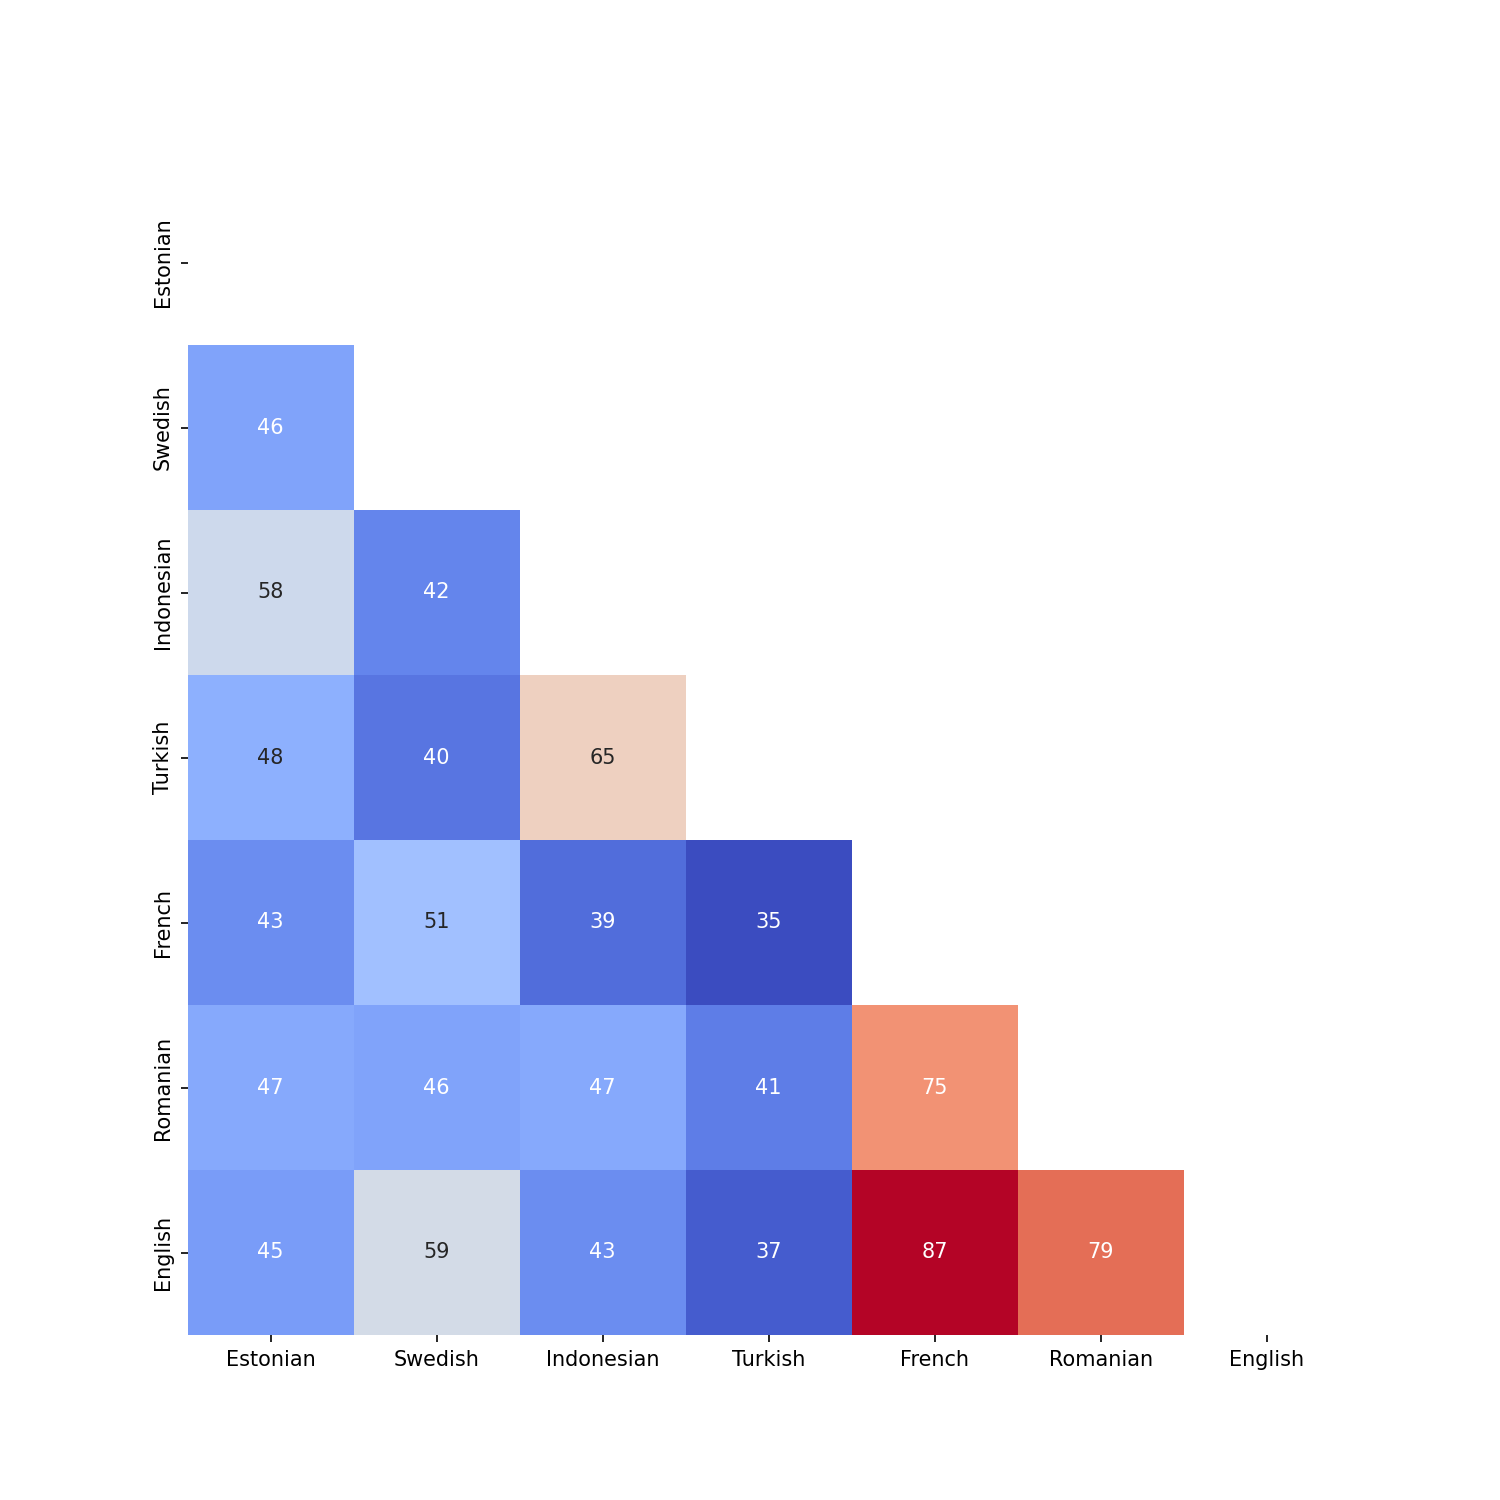 Estonian
Swedish
46
Indonesian
58 42
Turkish
48 40 65
French
43 51 39 35
Romanian
47 46 47 41 75
English
45 59 43 37 87 79
Estonian Swedish Indonesian Turkish French Romanian English